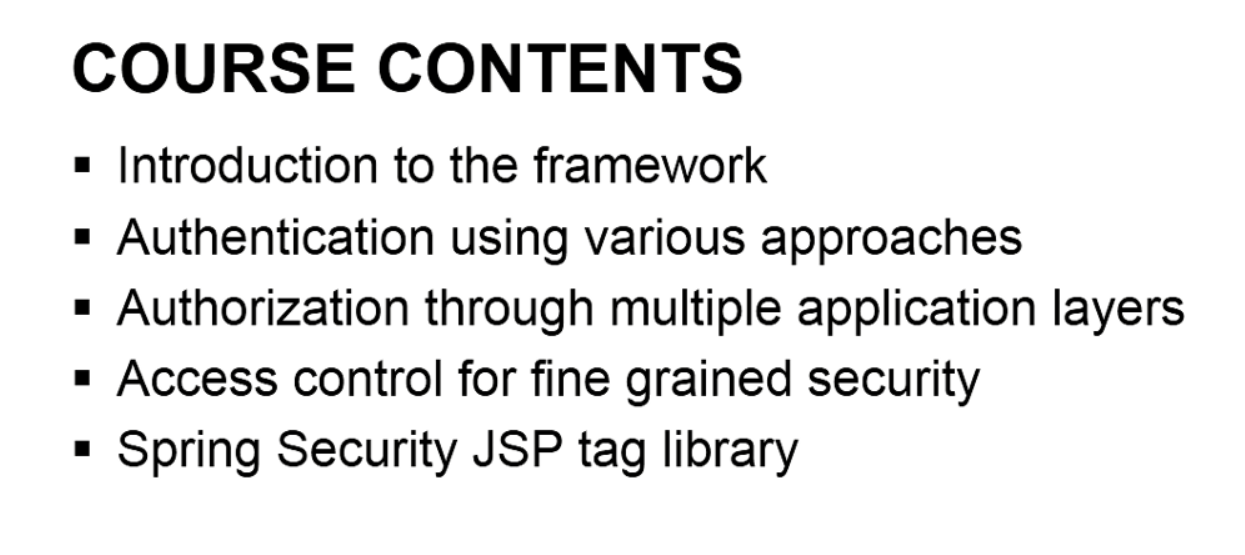 COURSE CONTENTS
▪ Introduction to the framework
▪ Authentication using various approaches
▪ Authorization through multiple application layers
▪ Access control for fine grained security
▪ Spring Security JSP tag library